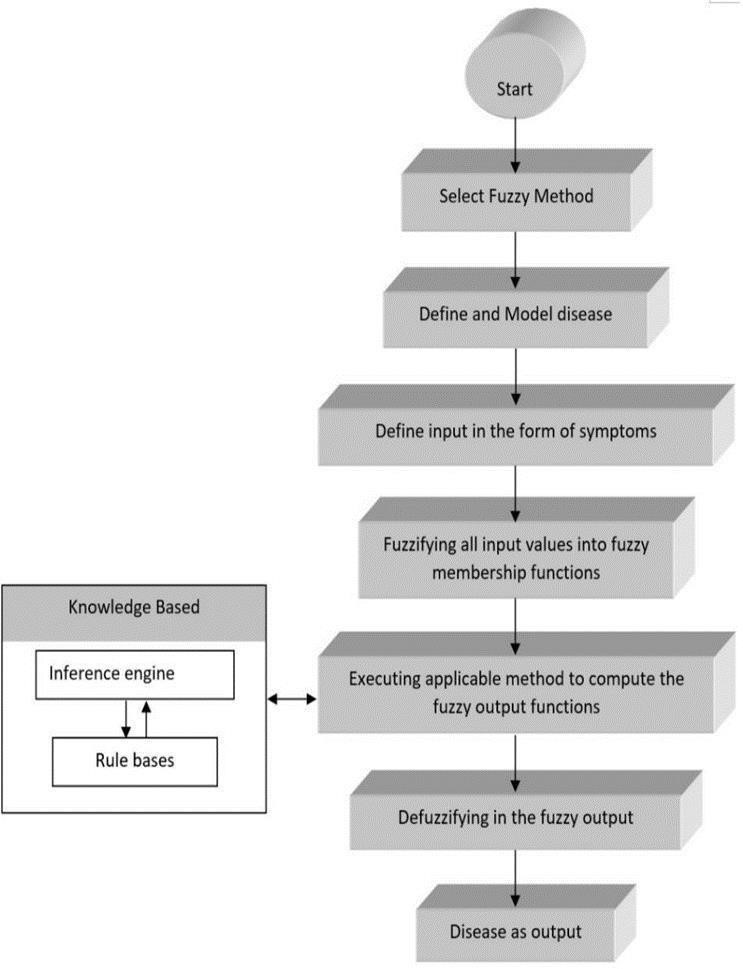 Start
Select Fuzzy Method
Define and Model disease
Define input in the form of symptoms
Fuzzifying all input values into fuzzy
membership functions
Knowledge Based
Inference engine
Rule bases
Executing applicable method to compute the
fuzzy output functions
Defuzzifying in the fuzzy output
Disease as output